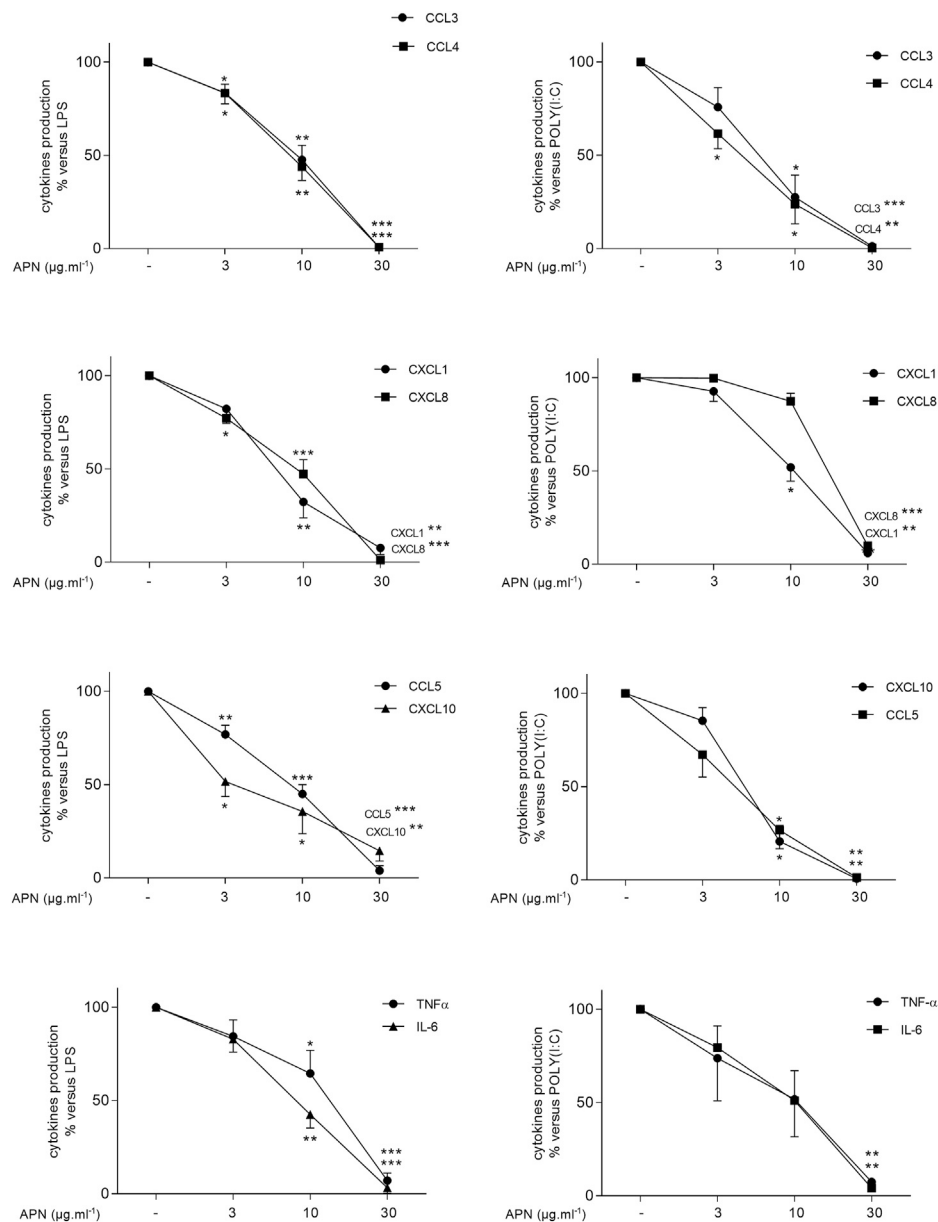 CCL3
CCL4
cytokines production
% versus LPS
100
50
0
*
*
**
**
***
***
APN (µg.ml-1)
- 3 10 30
CCL3
CCL4
cytokines production
% versus POLY(I:C)
100
50
0
*
*
*
CCL3 ***
CCL4 **
APN (µg.ml-1)
- 3 10 30
CXCL1
CXCL8
cytokines production
% versus LPS
100
50
0
*
***
**
CXCL1 **
CXCL8 ***
APN (µg.ml-1)
- 3 10 30
CXCL1
CXCL8
cytokines production
% versus POLY(I:C)
100
50
0
*
CXCL8 ***
CXCL1 **
APN (µg.ml-1)
- 3 10 30
CCL5
CXCL10
cytokines production
% versus LPS
100
50
0
**
*
***
*
CCL5 ***
CXCL10 **
APN (µg.ml-1)
- 3 10 30
CXCL10
CCL5
cytokines production
% versus POLY(I:C)
100
50
0
*
*
**
**
APN (µg.ml-1)
- 3 10 30
TNFα
IL-6
cytokines production
% versus LPS
100
50
0
*
**
***
***
APN (µg.ml-1)
- 3 10 30
TNF-α
IL-6
cytokines production
% versus POLY(I:C)
100
50
0
**
**
APN (µg.ml-1)
- 3 10 30